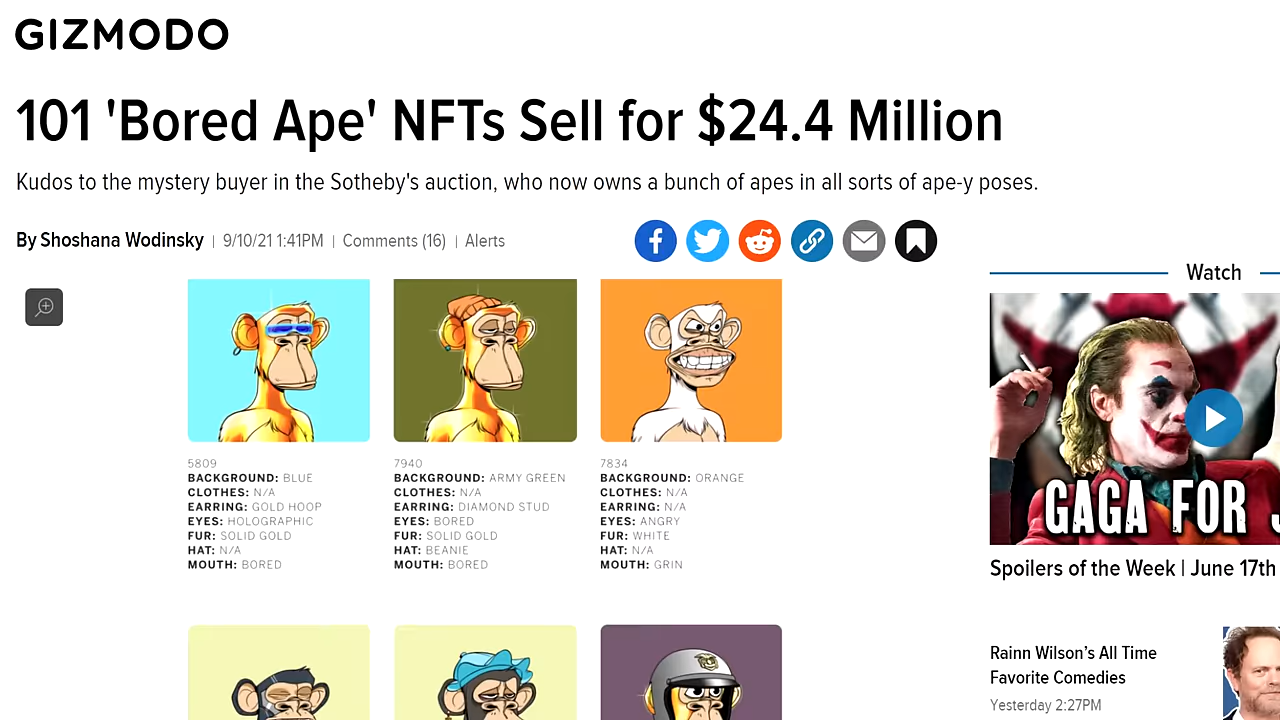 GIZMODO
101 'Bored Ape' NFTs Sell for $24.4 Million
Kudos to the mystery buyer in the Sotheby's auction, who now owns a bunch of apes in all sorts of ape-y poses.
By Shoshana Wodinsky | 9/10/21 1:41PM | Comments (16) | Alerts
Watch
5809
BACKGROUND: BLUE
CLOTHES: N/A
EARRING: GOLD HOOP
EYES: HOLOGRAPHIC
FUR: SOLID GOLD
HAT: N/A
MOUTH: BORED
7940
BACKGROUND: ARMY GREEN
CLOTHES: N/A
EARRING: DIAMOND STUD
EYES: BORED
FUR: SOLID GOLD
HAT: BEANIE
MOUTH: BORED
7834
BACKGROUND: ORANGE
CLOTHES: N/A
EARRING: N/A
EYES: ANGRY
FUR: WHITE
HAT: N/A
MOUTH: GRIN
GAGA FOR J
Spoilers of the Week | June 17th
Rainn Wilson's All Time
Favorite Comedies
Yesterday 2:27PM